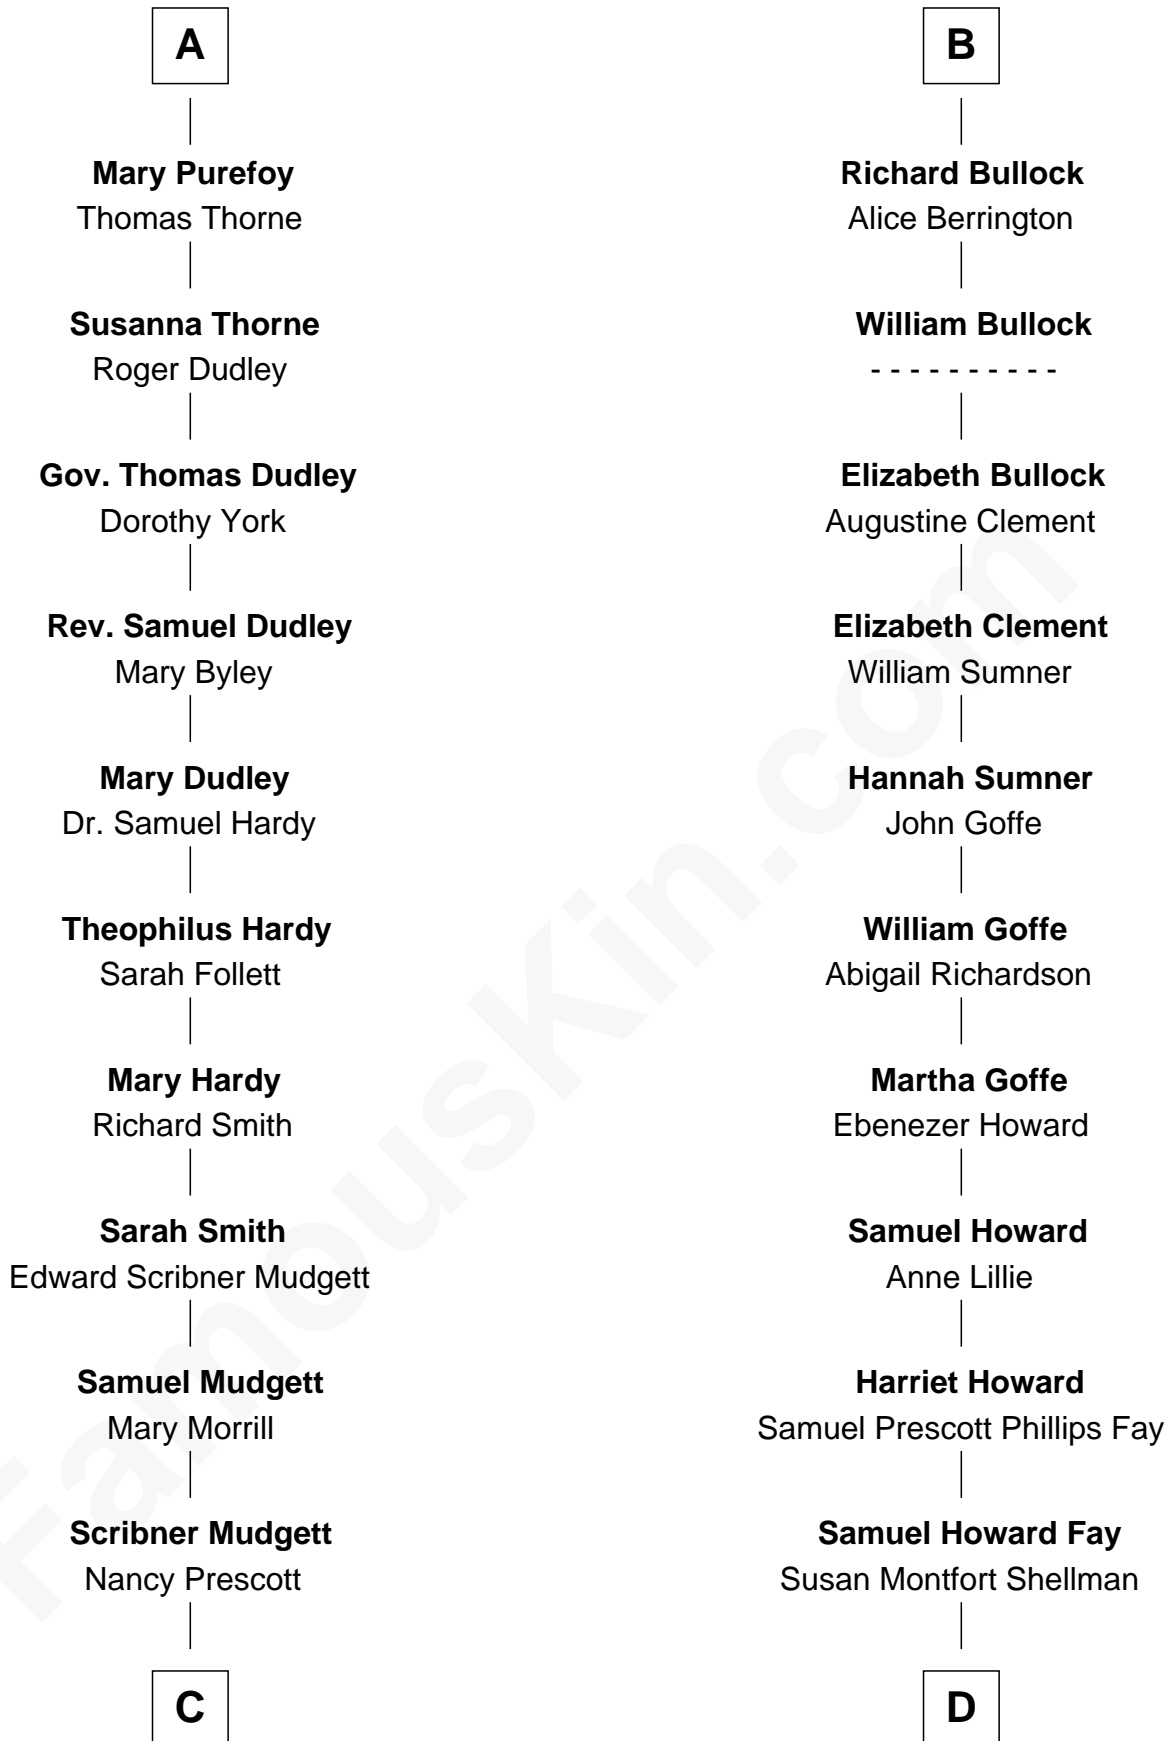 A
Mary Purefoy
Thomas Thorne
Susanna Thorne
Roger Dudley
Gov. Thomas Dudley
Dorothy York
Rev. Samuel Dudley
Mary Byley
Mary Dudley
Dr. Samuel Hardy
Theophilus Hardy
Sarah Follett
Mary Hardy
Richard Smith
Sarah Smith
Edward Scribner Mudgett
Samuel Mudgett
Mary Morrill
Scribner Mudgett
Nancy Prescott
C
B
Richard Bullock
Alice Berrington
William Bullock
- - - - - - - - - -
Elizabeth Bullock
Augustine Clement
Elizabeth Clement
William Sumner
Hannah Sumner
John Goffe
William Goffe
Abigail Richardson
Martha Goffe
Ebenezer Howard
Samuel Howard
Anne Lillie
Harriet Howard
Samuel Prescott Phillips Fay
Samuel Howard Fay
Susan Montfort Shellman
D
FamousKin.com